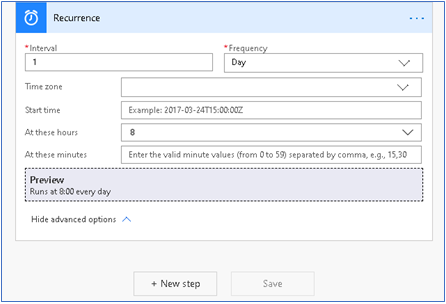 Recurrence
...
* Interval
* Frequency
1
Day
Time zone
Start time
Example: 2017-03-24T15:00:00Z
At these hours
8
At these minutes
Enter the valid minute values (from 0 to 59) separated by comma, e.g., 15,30
Preview
Runs at 8:00 every day
Hide advanced options
+ New step
Save